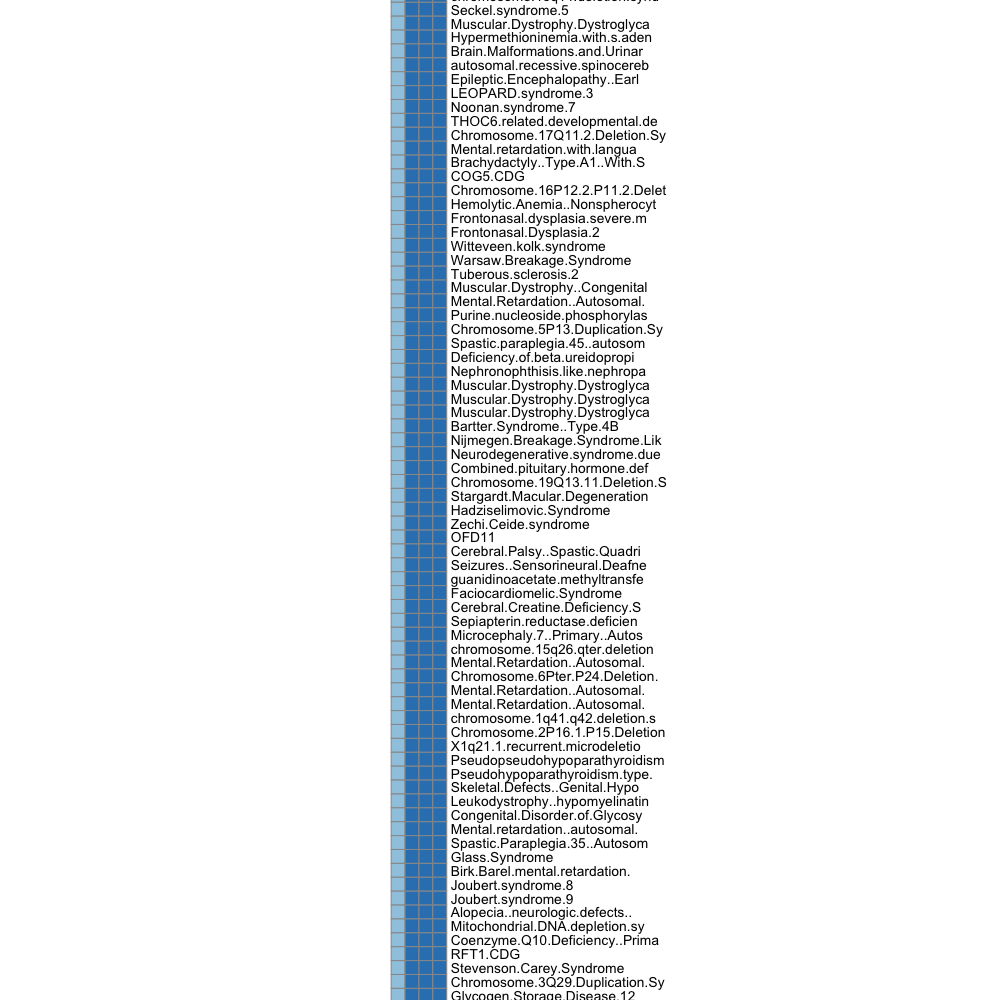 Seckel.syndrome.5
Muscular.Dystrophy.Dystroglyca
Hypermethioninemia.with.s.aden
Brain.Malformations.and.Urinar
autosomal.recessive.spinocereb
Epileptic.Encephalopathy..Earl
LEOPARD.syndrome.3
Noonan.syndrome.7
THOC6.related.developmental.de
Chromosome.17Q11.2.Deletion.Sy
Mental.retardation.with.langua
Brachydactyly..Type.A1..With.S
COG5.CDG
Chromosome.16P12.2.P11.2.Delet
Hemolytic.Anemia..Nonspherocyt
Frontonasal.dysplasia.severe.m
Frontonasal.Dysplasia.2
Witteveen.kolk.syndrome
Warsaw.Breakage.Syndrome
Tuberous.sclerosis.2
Muscular.Dystrophy..Congenital
Mental.Retardation..Autosomal.
Purine.nucleoside.phosphorylas
Chromosome.5P13.Duplication.Sy
Spastic.paraplegia.45..autosom
Deficiency.of.beta.ureidopropi
Nephronophthisis.like.nephropa
Muscular.Dystrophy.Dystroglyca
Muscular.Dystrophy.Dystroglyca
Muscular.Dystrophy.Dystroglyca
Bartter.Syndrome..Type.4B
Nijmegen.Breakage.Syndrome.Lik
Neurodegenerative.syndrome.due
Combined.pituitary.hormone.def
Chromosome.19Q13.11.Deletion.S
Stargardt.Macular.Degeneration
Hadziselimovic.Syndrome
Zechi.Ceide.syndrome
OFD11
Cerebral.Palsy..Spastic.Quadri
Seizures..Sensorineural.Deafne
guanidinoacetate.methyltransfe
Faciocardiomelic.Syndrome
Cerebral.Creatine.Deficiency.S
Sepiapterin.reductase.deficien
Microcephaly.7..Primary..Autos
chromosome.15q26.qter.deletion
Mental.Retardation..Autosomal.
Chromosome.6Pter.P24.Deletion.
Mental.Retardation..Autosomal.
Mental.Retardation..Autosomal.
chromosome.1q41.q42.deletion.s
Chromosome.2P16.1.P15.Deletion
X1q21.1.recurrent.microdeletio
Pseudopseudohypoparathyroidism
Pseudohypoparathyroidism.type.
Skeletal.Defects..Genital.Hypo
Leukodystrophy..hypomyelinatin
Congenital.Disorder.of.Glycosy
Mental.retardation..autosomal.
Spastic.Paraplegia.35..Autosom
Glass.Syndrome
Birk.Barel.mental.retardation.
Joubert.syndrome.8
Joubert.syndrome.9
Alopecia..neurologic.defects..
Mitochondrial.DNA.depletion.sy
Coenzyme.Q10.Deficiency..Prima
RFT1.CDG
Stevenson.Carey.Syndrome
Chromosome.3Q29.Duplication.Sy
Glycogen.Storage.Disease.12